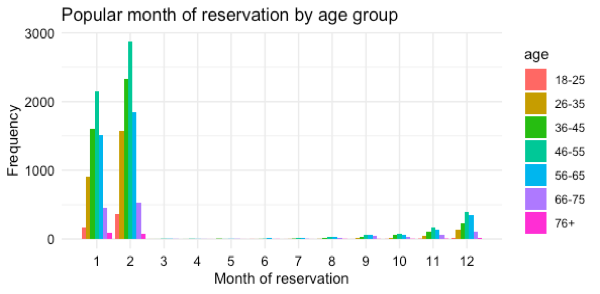 Popular month of reservation by age group
3000
2000
1000
0
Frequency
1 2 3 4 5 6 7 8 9 10 11 12
Month of reservation
age
18-25
26-35
36-45
46-55
56-65
66-75
76+